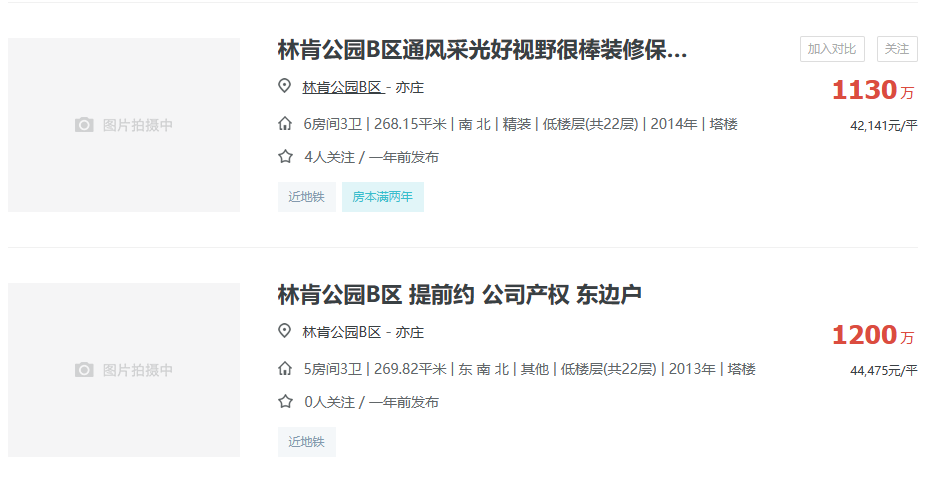 林肯公园B区通风采光好视野很棒装修保...
加入对比 关注
林肯公园B区 - 亦庄
1130万
图片拍摄中
6房间3卫 | 268.15平米 | 南 北 | 精装 | 低楼层(共22层) | 2014年 | 塔楼
42,141元/平
4人关注 / 一年前发布
近地铁 房本满两年
林肯公园B区 提前约 公司产权 东边户
林肯公园B区 - 亦庄
1200万
图片拍摄中
5房间3卫 | 269.82平米 | 东 南 北 | 其他 | 低楼层(共22层) | 2013年 | 塔楼
44,475元/平
0人关注 / 一年前发布
近地铁